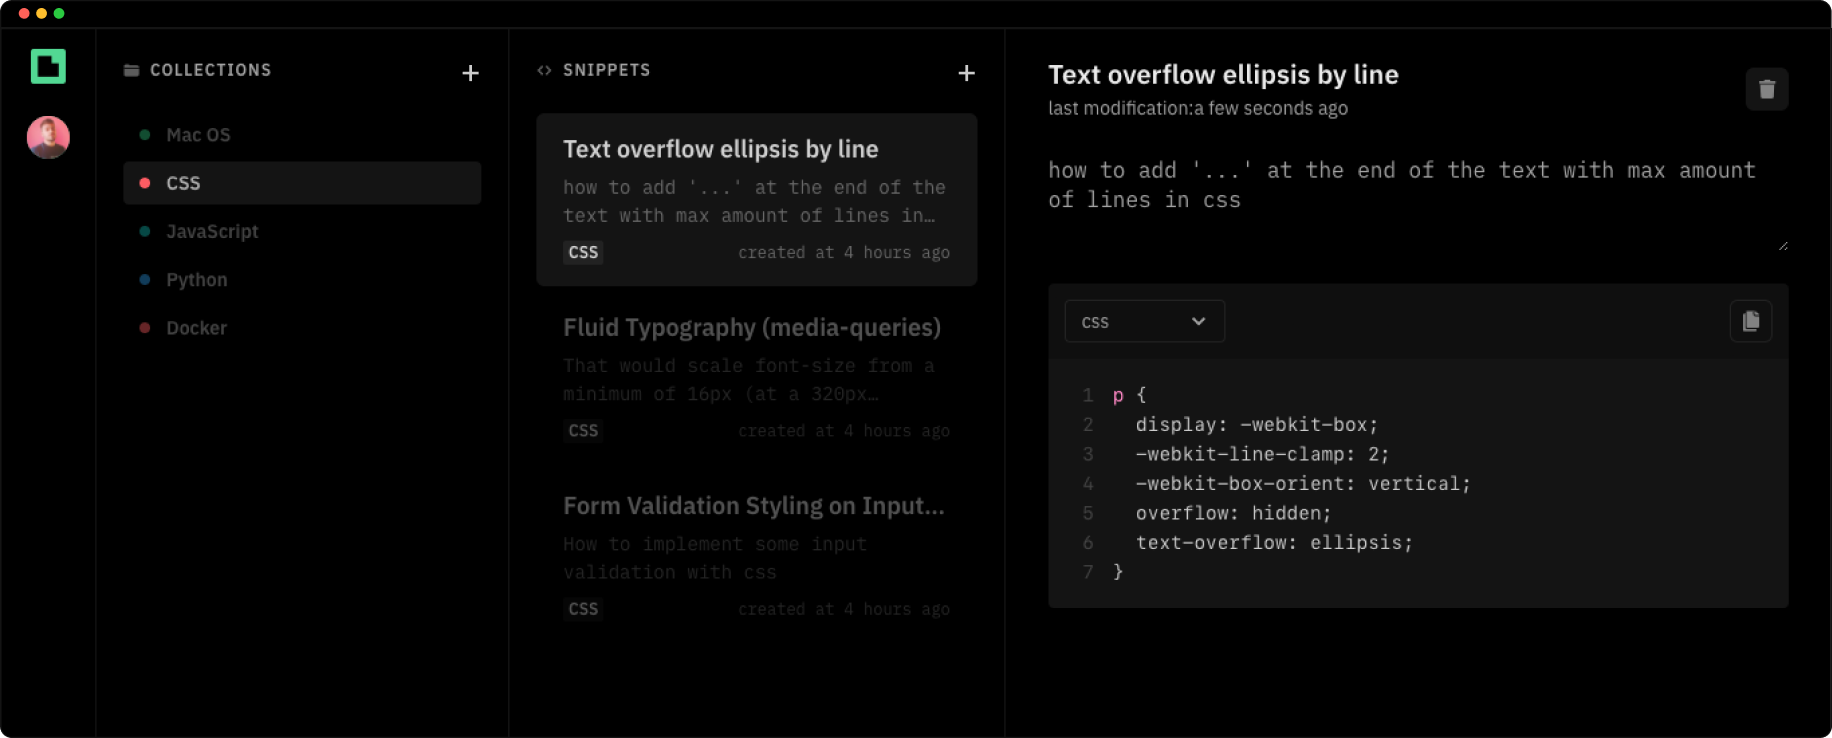 COLLECTIONS
Mac OS
CSS
JavaScript
Python
Docker
SNIPPETS
Text overflow ellipsis by line
how to add '...' at the end of the
text with max amount of lines in…
CSS
created at 4 hours ago
Fluid Typography (media-queries)
That would scale font-size from a
minimum of 16px (at a 320px…
CSS
created at 4 hours ago
Form Validation Styling on Input...
How to implement some input
validation with css
CSS
created at 4 hours ago
Text overflow ellipsis by line
last modification:a few seconds ago
how to add '...' at the end of the text with max amount
of lines in css
css
1 p {
2 display: -webkit-box;
3 -webkit-line-clamp: 2;
4 -webkit-box-orient: vertical;
5 overflow: hidden;
6 text-overflow: ellipsis;
7 }